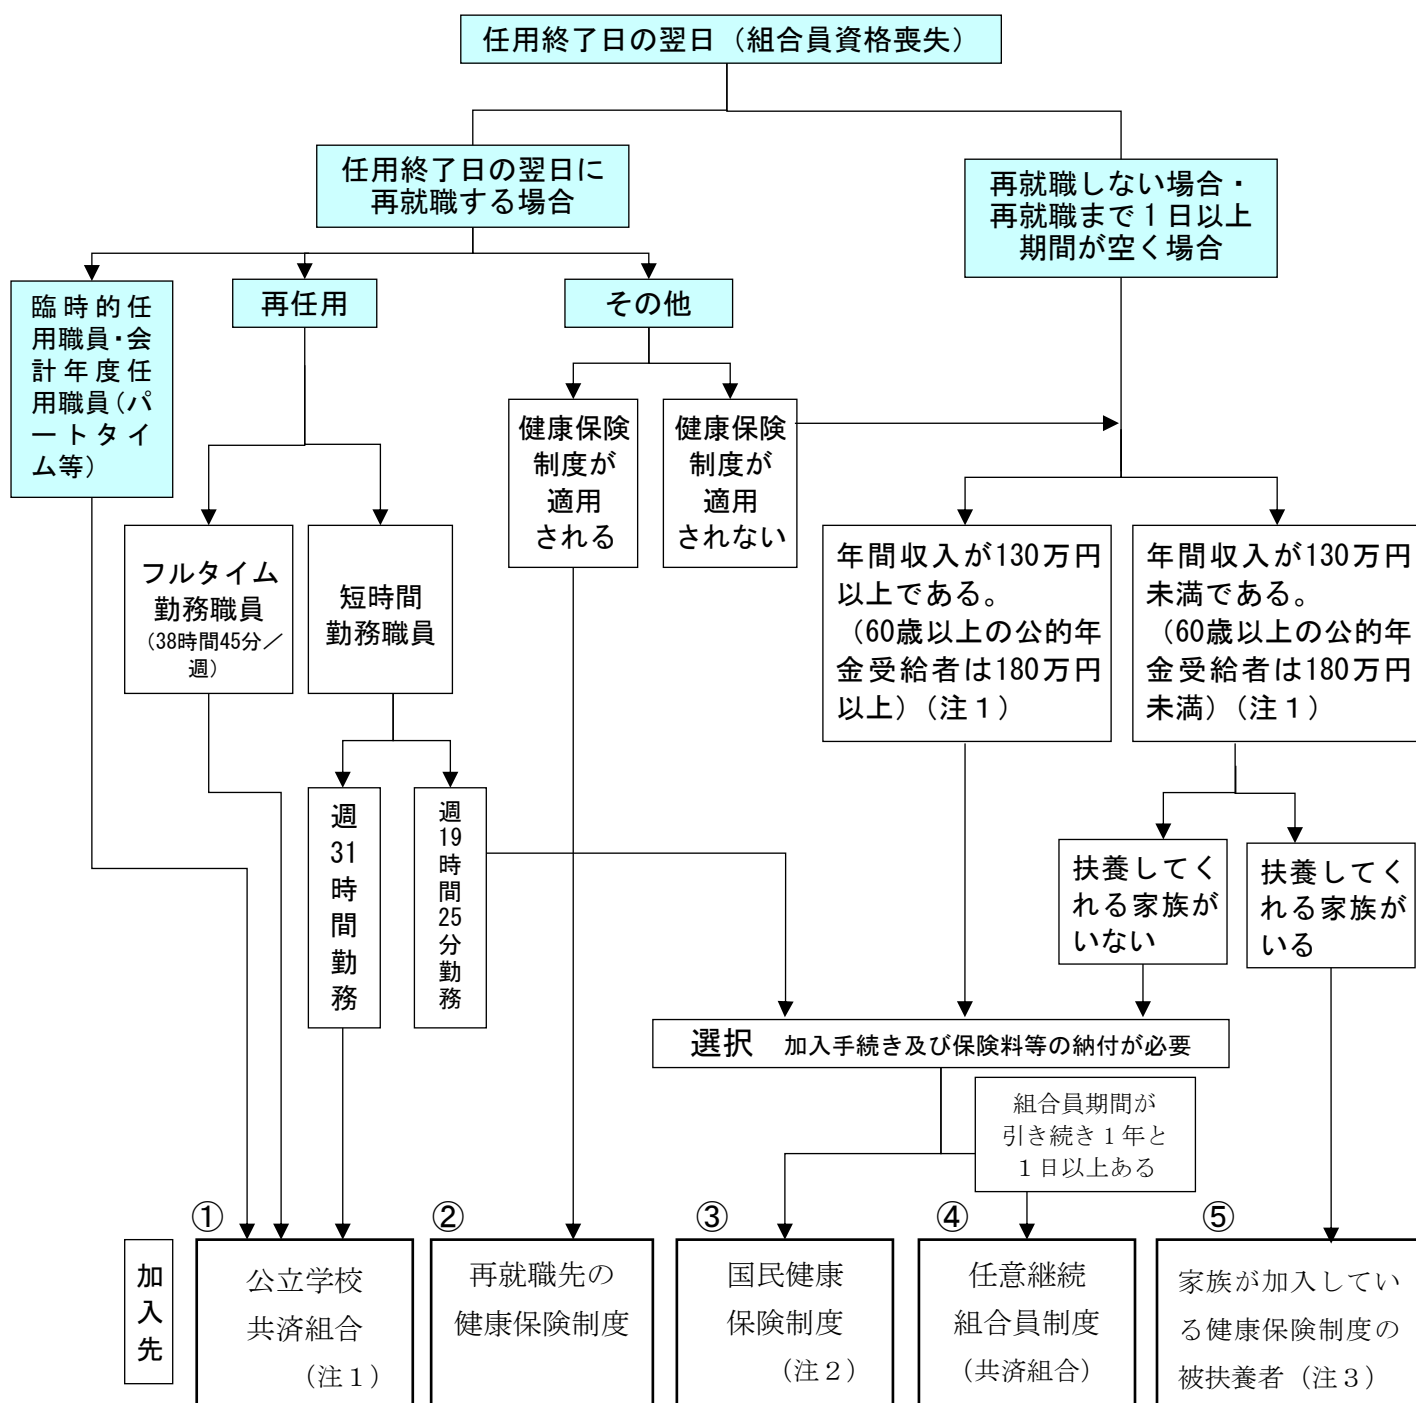 任用終了日の翌日（組合員資格喪失）
任用終了日の翌日に
再就職する場合
再就職しない場合・
再就職まで１日以上
期間が空く場合
臨時的任
用職員・会
計年度任
用職員（パ
ートタイ
ム等）
再任用
その他
健康保険
制度が
適用
される
健康保険
制度が
適用
されない
フルタイム
勤務職員
（38時間45分／
週）
短時間
勤務職員
年間収入が130万円
以上である。
（60歳以上の公的年
金受給者は180万円
以上）（注１）
年間収入が130万円
未満である。
（60歳以上の公的年
金受給者は180万円
未満）（注１）
週31時間勤務
週19時間25分勤務
扶養してく
れる家族が
いない
扶養してく
れる家族が
いる
選択　加入手続き及び保険料等の納付が必要
組合員期間が
引き続き１年と
１日以上ある
加入先
①
公立学校
共済組合
（注１）
②
再就職先の
健康保険制度
③
国民健康
保険制度
（注２）
④
任意継続
組合員制度
（共済組合）
⑤
家族が加入してい
る健康保険制度の
被扶養者（注３）